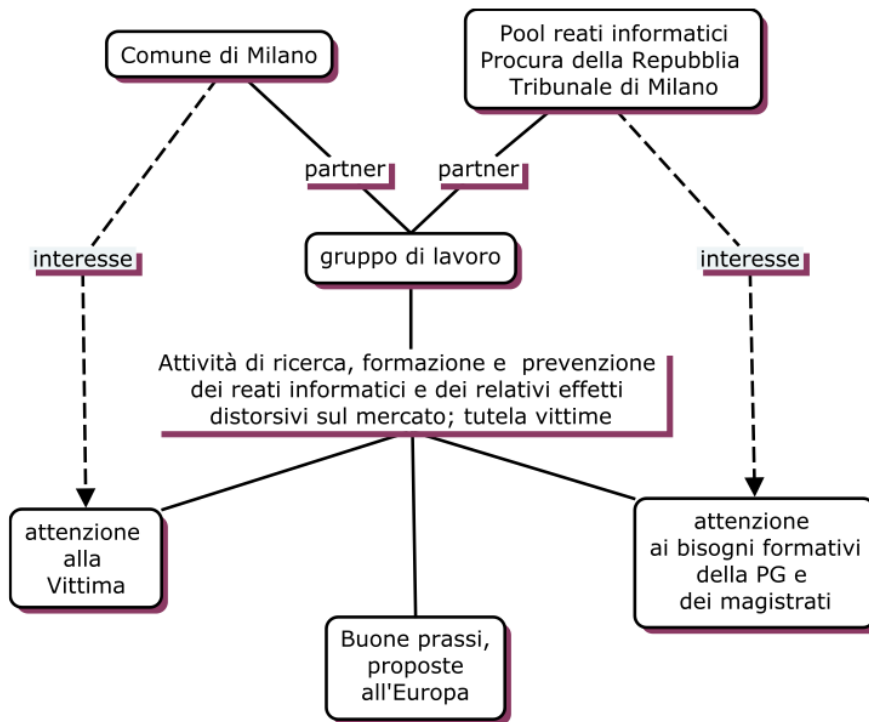 Comune di Milano
Pool reati informatici
Procura della Repubblia
Tribunale di Milano
partner
partner
interesse
gruppo di lavoro
interesse
Attività di ricerca, formazione e prevenzione
dei reati informatici e dei relativi effetti
distorsivi sul mercato; tutela vittime
attenzione
alla
Vittima
attenzione
ai bisogni formativi
della PG e
dei magistrati
Buone prassi,
proposte
all'Europa